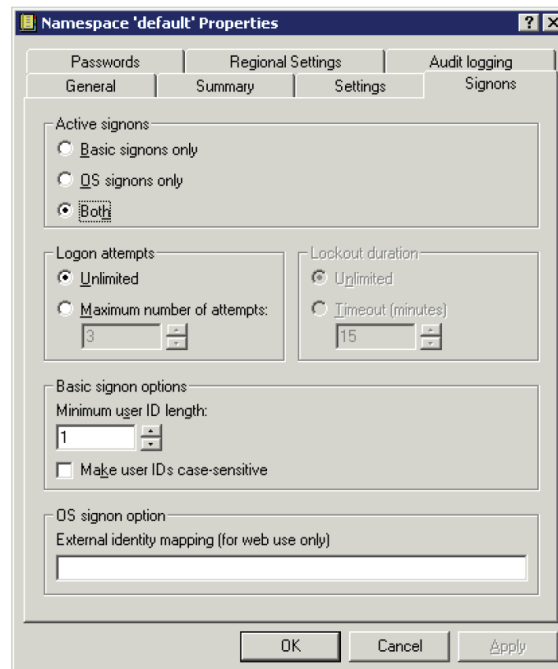 Namespace 'default' Properties
Passwords Regional Settings Audit logging
General Summary Settings Signons
Active signons
Basic signons only
OS signons only
Both
Logon attempts Lockout duration
Unlimited Unlimited
Maximum number of attempts: Timeout (minutes)
3 15
Basic signon options
Minimum user ID length:
1
Make user IDs case-sensitive
OS signon option
External identity mapping (for web use only)
OK Cancel Apply